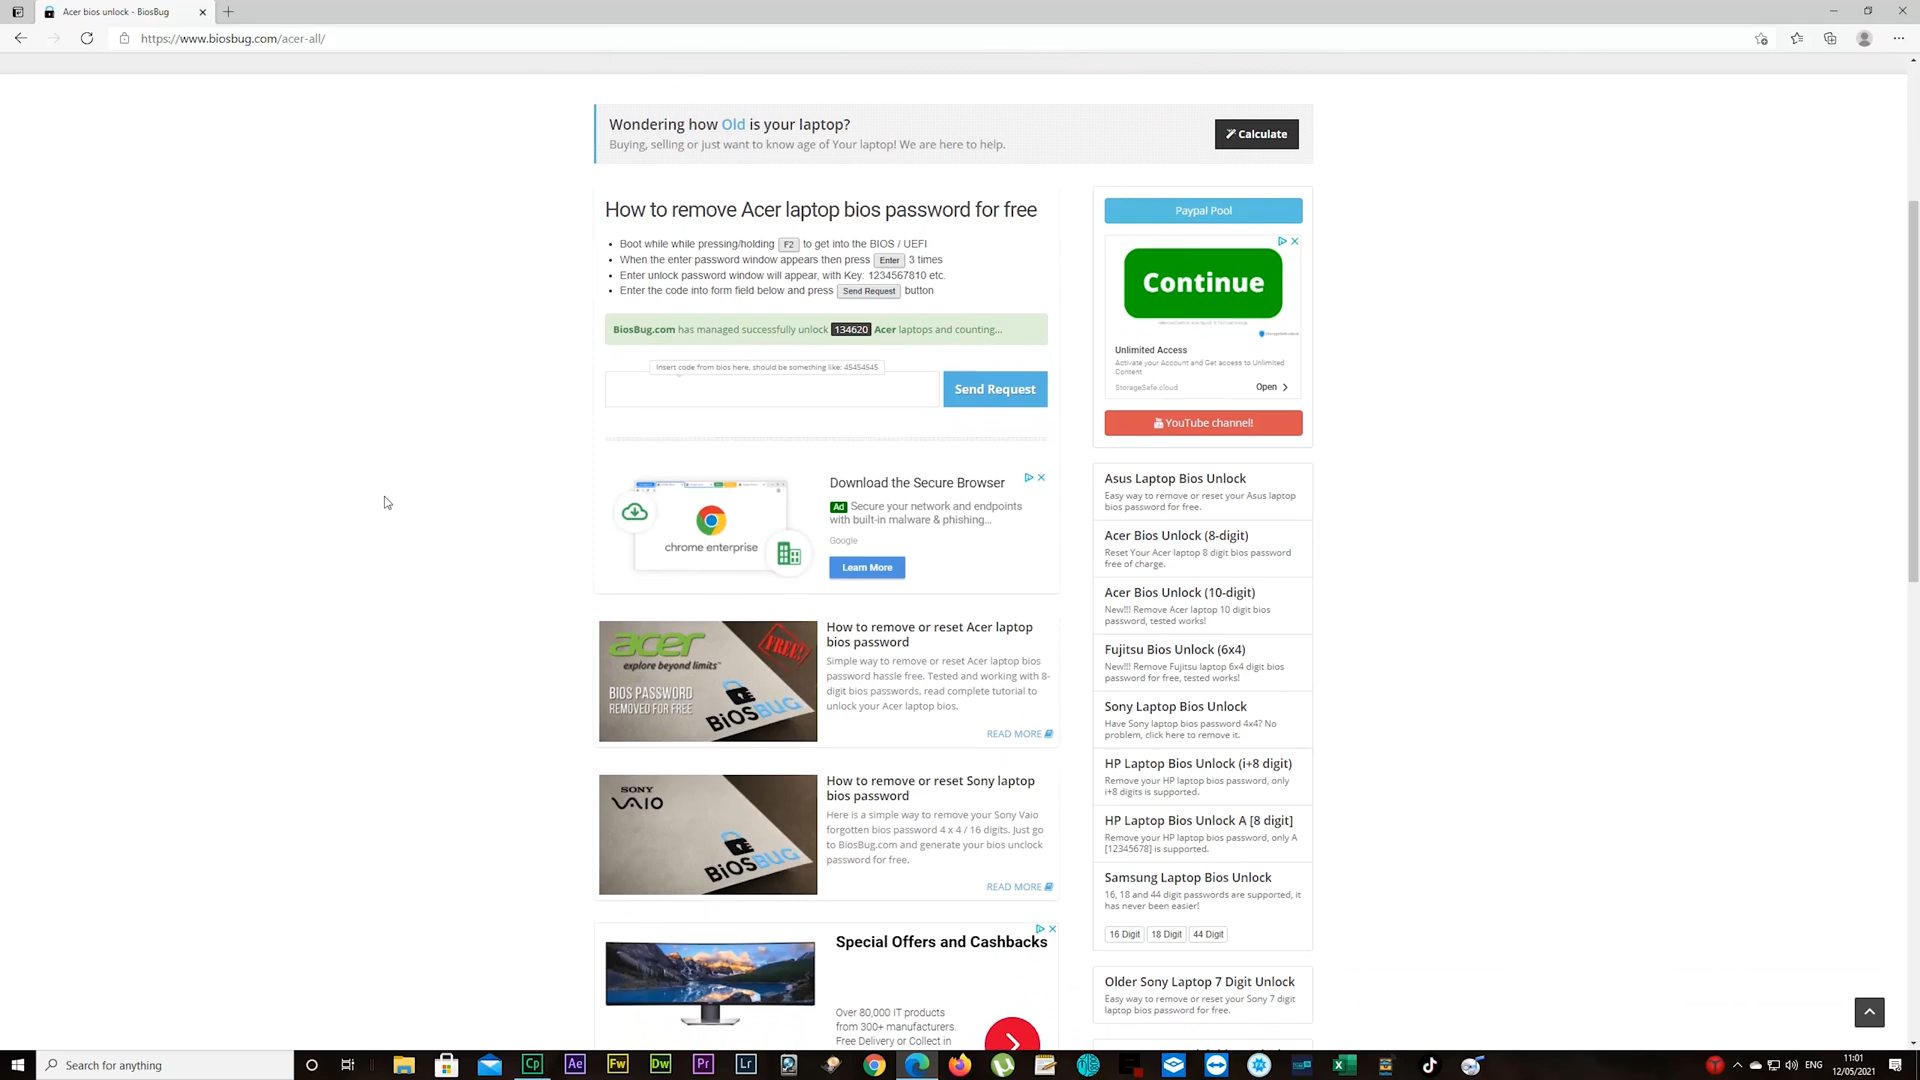 Acer bios unlock - BiosBug
https://www.biosbug.com/acer-all/
Wondering how Old is your laptop?
Buying, selling or just want to know age of Your laptop! We are here to help.
Calculate
How to remove Acer laptop bios password for free
Boot while while pressing/holding F2 to get into the BIOS / UEFI
When the enter password window appears then press Enter 3 times
Enter unlock password window will appear, with Key: 1234567810 etc.
Enter the code into form field below and press Send Request button
BiosBug.com has managed successfully unlock 134620 Acer laptops and counting...
Insert code from bios here, should be something like: 45454545
Send Request
Download the Secure Browser
Ad Secure your network and endpoints
with built-in malware & phishing...
Google
Learn More
chrome enterprise
acer
explore beyond limits™
FREE!
BIOS PASSWORD
REMOVED FOR FREE
BiOSBUG
How to remove or reset Acer laptop
bios password
Simple way to remove or reset Acer laptop bios
password hassle free. Tested and working with 8-
digit bios passwords, read complete tutorial to
unlock your Acer laptop bios.
READ MORE
SONY
VAIO
BiOSBUG
How to remove or reset Sony laptop
bios password
Here is a simple way to remove your Sony Vaio
forgotten bios password 4 x 4 / 16 digits. Just go
to BiosBug.com and generate your bios unclock
password for free.
READ MORE
Special Offers and Cashbacks
Over 80,000 IT products
from 300+ manufacturers.
Free Delivery or Collect in
Paypal Pool
Continue
Unlimited Access
Activate your Account and Get access to Unlimited
Content
StorageSafe.cloud
Open
YouTube channel!
Asus Laptop Bios Unlock
Easy way to remove or reset your Asus laptop
bios password for free.
Acer Bios Unlock (8-digit)
Reset Your Acer laptop 8 digit bios password
free of charge.
Acer Bios Unlock (10-digit)
New!!! Remove Acer laptop 10 digit bios
password, tested works!
Fujitsu Bios Unlock (6x4)
New!!! Remove Fujitsu laptop 6x4 digit bios
password for free, tested works!
Sony Laptop Bios Unlock
Have Sony laptop bios password 4x4? No
problem, click here to remove it.
HP Laptop Bios Unlock (i+8 digit)
Remove your HP laptop bios password, only
i+8 digits is supported.
HP Laptop Bios Unlock A [8 digit]
Remove your HP laptop bios password, only A
[12345678] is supported.
Samsung Laptop Bios Unlock
16, 18 and 44 digit passwords are supported, it
has never been easier!
16 Digit 18 Digit 44 Digit
Older Sony Laptop 7 Digit Unlock
Easy way to remove or reset your Sony 7 digit
laptop bios password for free.
Search for anything
Cp
Ae
Fw
Dw
Pr
Lr
ENG
11:01
12/05/2021